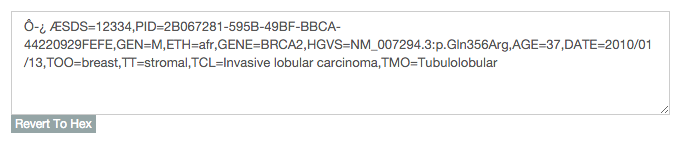 Ô-¿ ÆSDS=12334,PID=2B067281-595B-49BF-BBCA-
44220929FEFE,GEN=M,ETH=afr,GENE=BRCA2,HGVS=NM_007294.3:p.Gln356Arg,AGE=37,DATE=2010/01
/13,TOO=breast,TT=stromal,TCL=Invasive lobular carcinoma,TMO=Tubulolobular
Revert To Hex